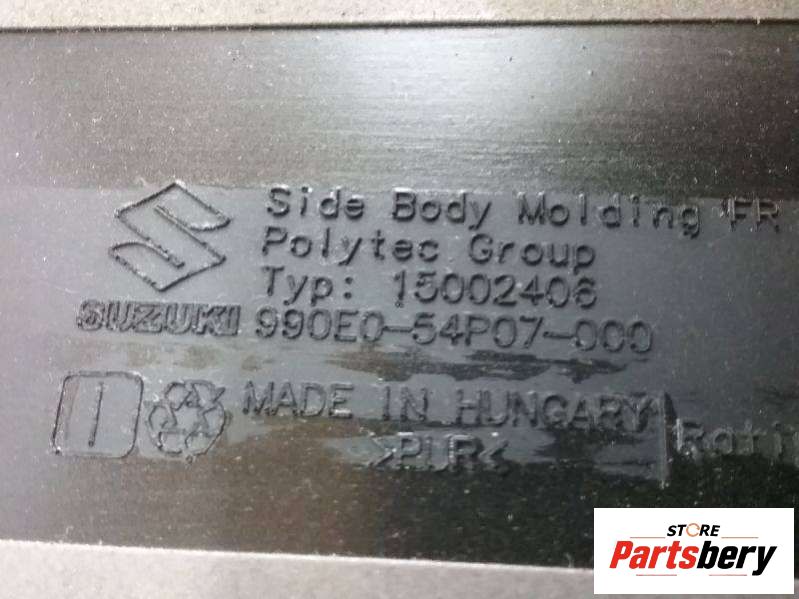 Side Body Molding FR
Polytec Group
Typ: 15002406
SUZUKI 990E0-54P07-000
MADE IN HUNGARY
>PUR<
STORE
Partsbery